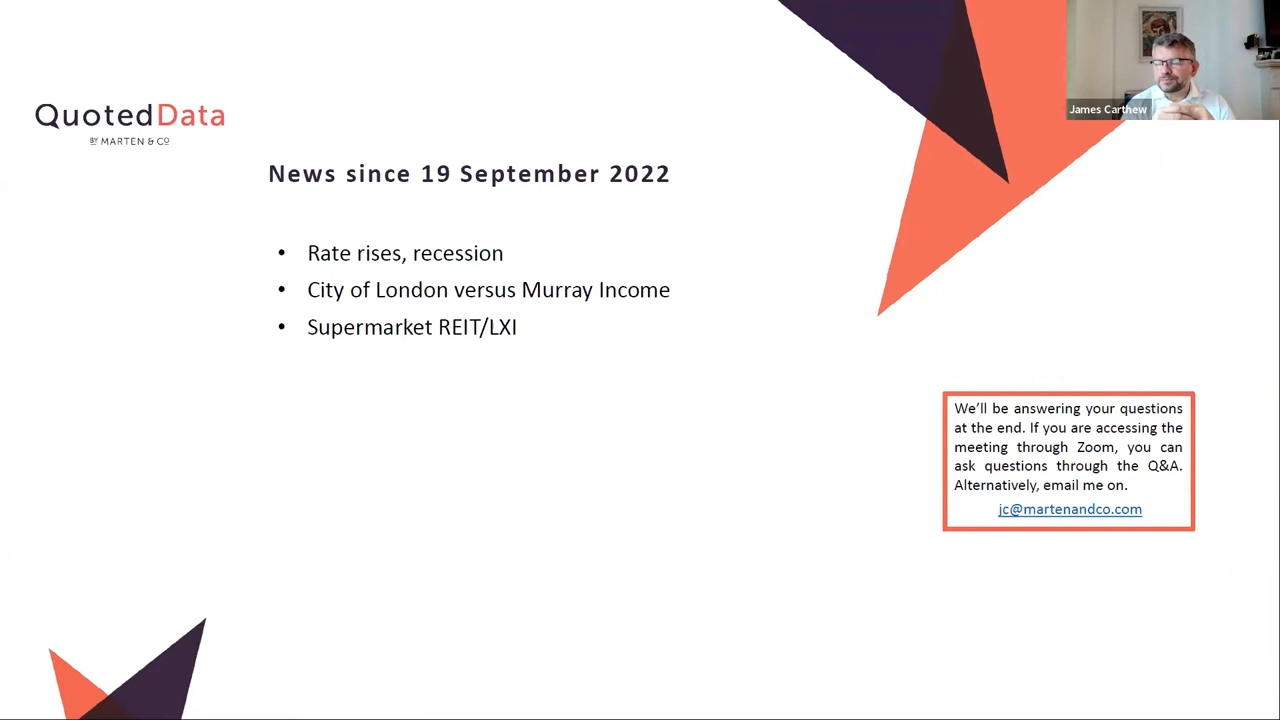 James Carthew
QuotedData
BY MARTEN & CO
News since 19 September 2022
• Rate rises, recession
• City of London versus Murray Income
• Supermarket REIT/LXI
We'll be answering your questions
at the end. If you are accessing the
meeting through Zoom, you can
ask questions through the Q&A.
Alternatively, email me on.
jc@martenandco.com